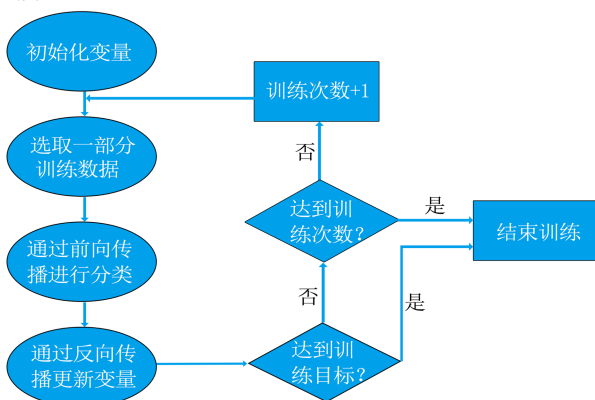 初始化变量
选取一部分
训练数据
通过前向传
播进行分类
通过反向传
播更新变量
达到训
练目标?
否
是
达到训
练次数?
否
是
训练次数+1
结束训练